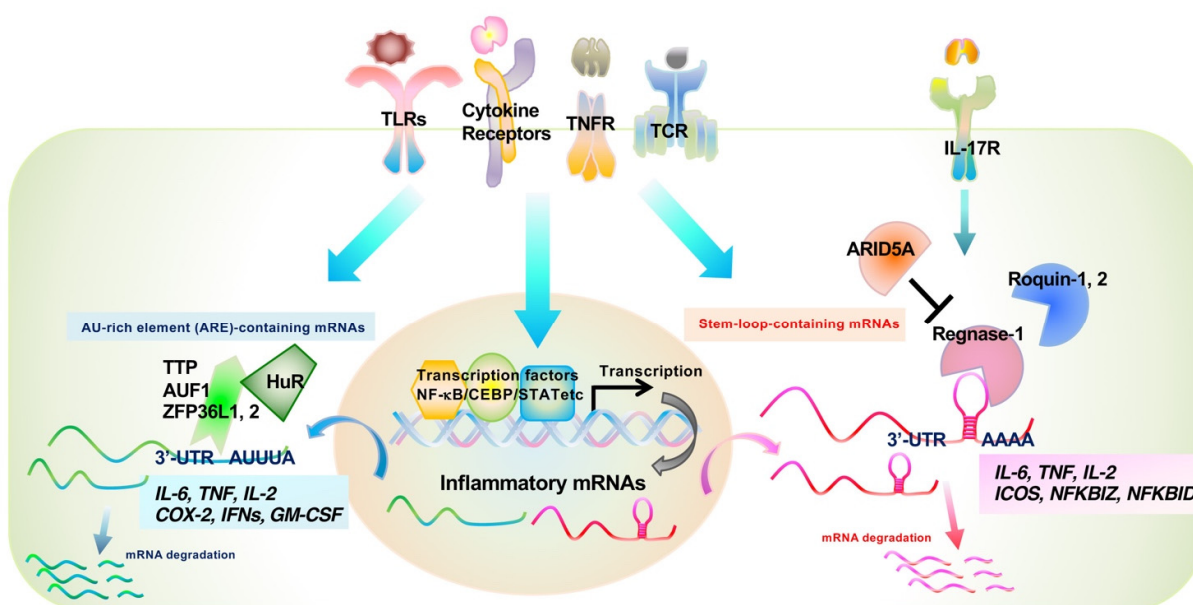 TLRs
Cytokine
Receptors
TNFR
TCR
IL-17R
ARID5A
Roquin-1, 2
AU-rich element (ARE)-containing mRNAs
Stem-loop-containing mRNAs
Regnase-1
TTP
AUF1
ZFP36L1, 2
HuR
Transcription factors
NF-κB/CEBP/STATetc
Transcription
3’-UTR AUUUA
3’-UTR AAAA
Inflammatory mRNAs
IL-6, TNF, IL-2
COX-2, IFNs, GM-CSF
IL-6, TNF, IL-2
ICOS, NFKBIZ, NFKBID
mRNA degradation
mRNA degradation